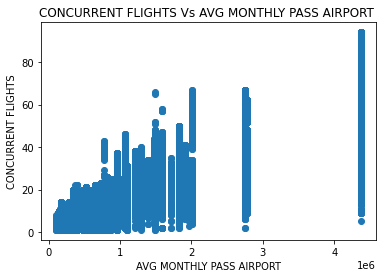 CONCURRENT FLIGHTS Vs AVG MONTHLY PASS AIRPORT
CONCURRENT FLIGHTS
80
60
40
20
0
0 1 2 3 4
1e6
AVG MONTHLY PASS AIRPORT